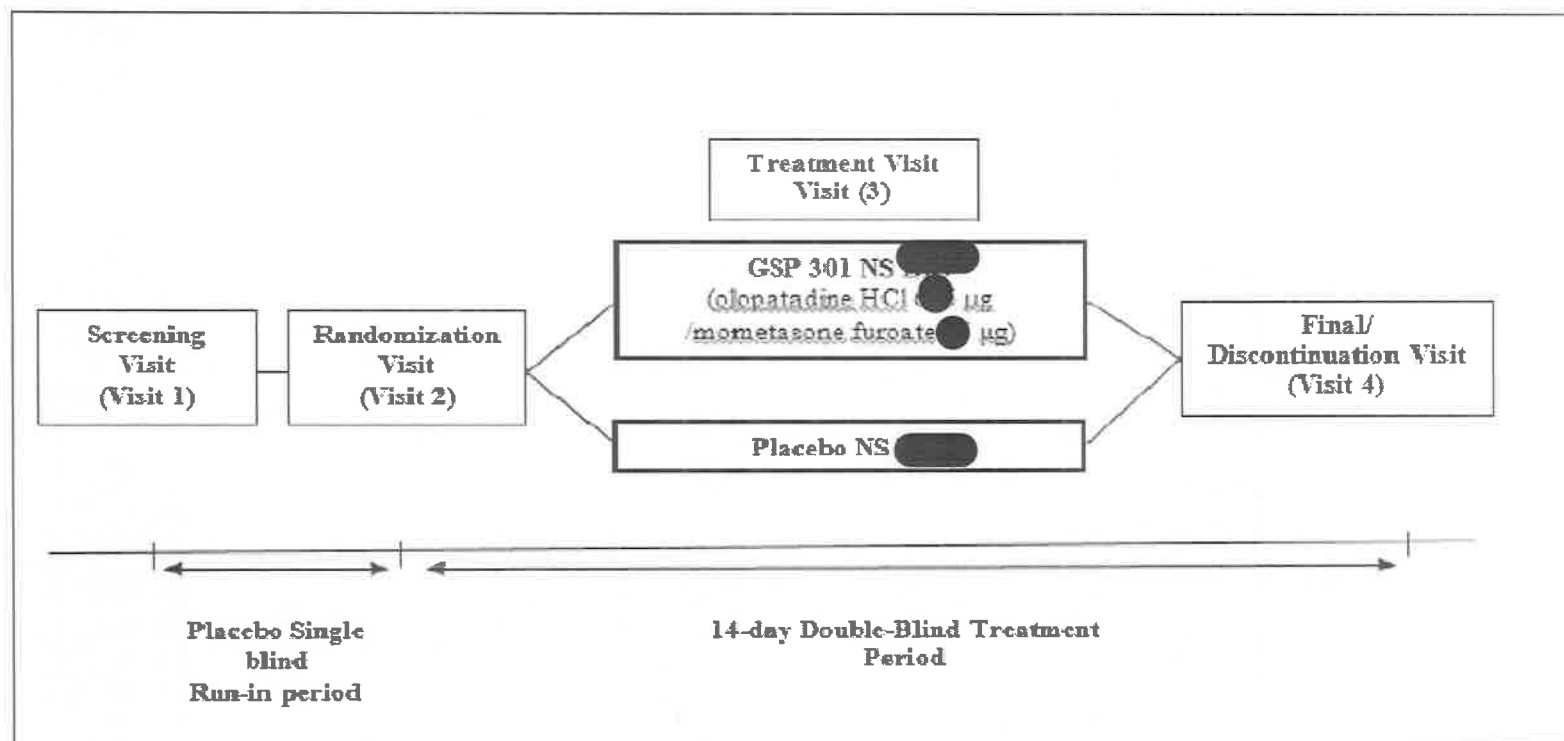 Treatment Visit
Visit (3)
GSP 301 NS
(olopatadine HCl μg
/mometasone furoate μg)
Screening
Visit
(Visit 1)
Randomization
Visit
(Visit 2)
Final/
Discontinuation Visit
(Visit 4)
Placebo NS
Placebo Single
blind
Run-in period
14-day Double-Blind Treatment
Period